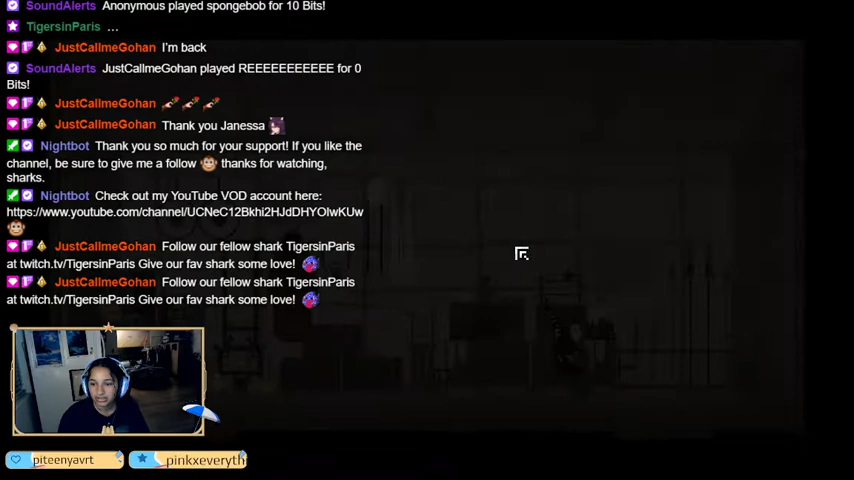 SoundAlerts Anonymous played spongebob for 10 Bits!
TigersinParis ...
JustCallmeGohan I'm back
SoundAlerts JustCallmeGohan played REEEEEEEEEEE for 0
Bits!
JustCallmeGohan
JustCallmeGohan Thank you Janessa
Nightbot Thank you so much for your support! If you like the
channel, be sure to give me a follow thanks for watching,
sharks.
Nightbot Check out my YouTube VOD account here:
https://www.youtube.com/channel/UCNeC12Bkhi2HJdDHYOlwKUw
JustCallmeGohan Follow our fellow shark TigersinParis
at twitch.tv/TigersinParis Give our fav shark some love!
JustCallmeGohan Follow our fellow shark TigersinParis
at twitch.tv/TigersinParis Give our fav shark some love!
piteenyavrt pinkxeveryth